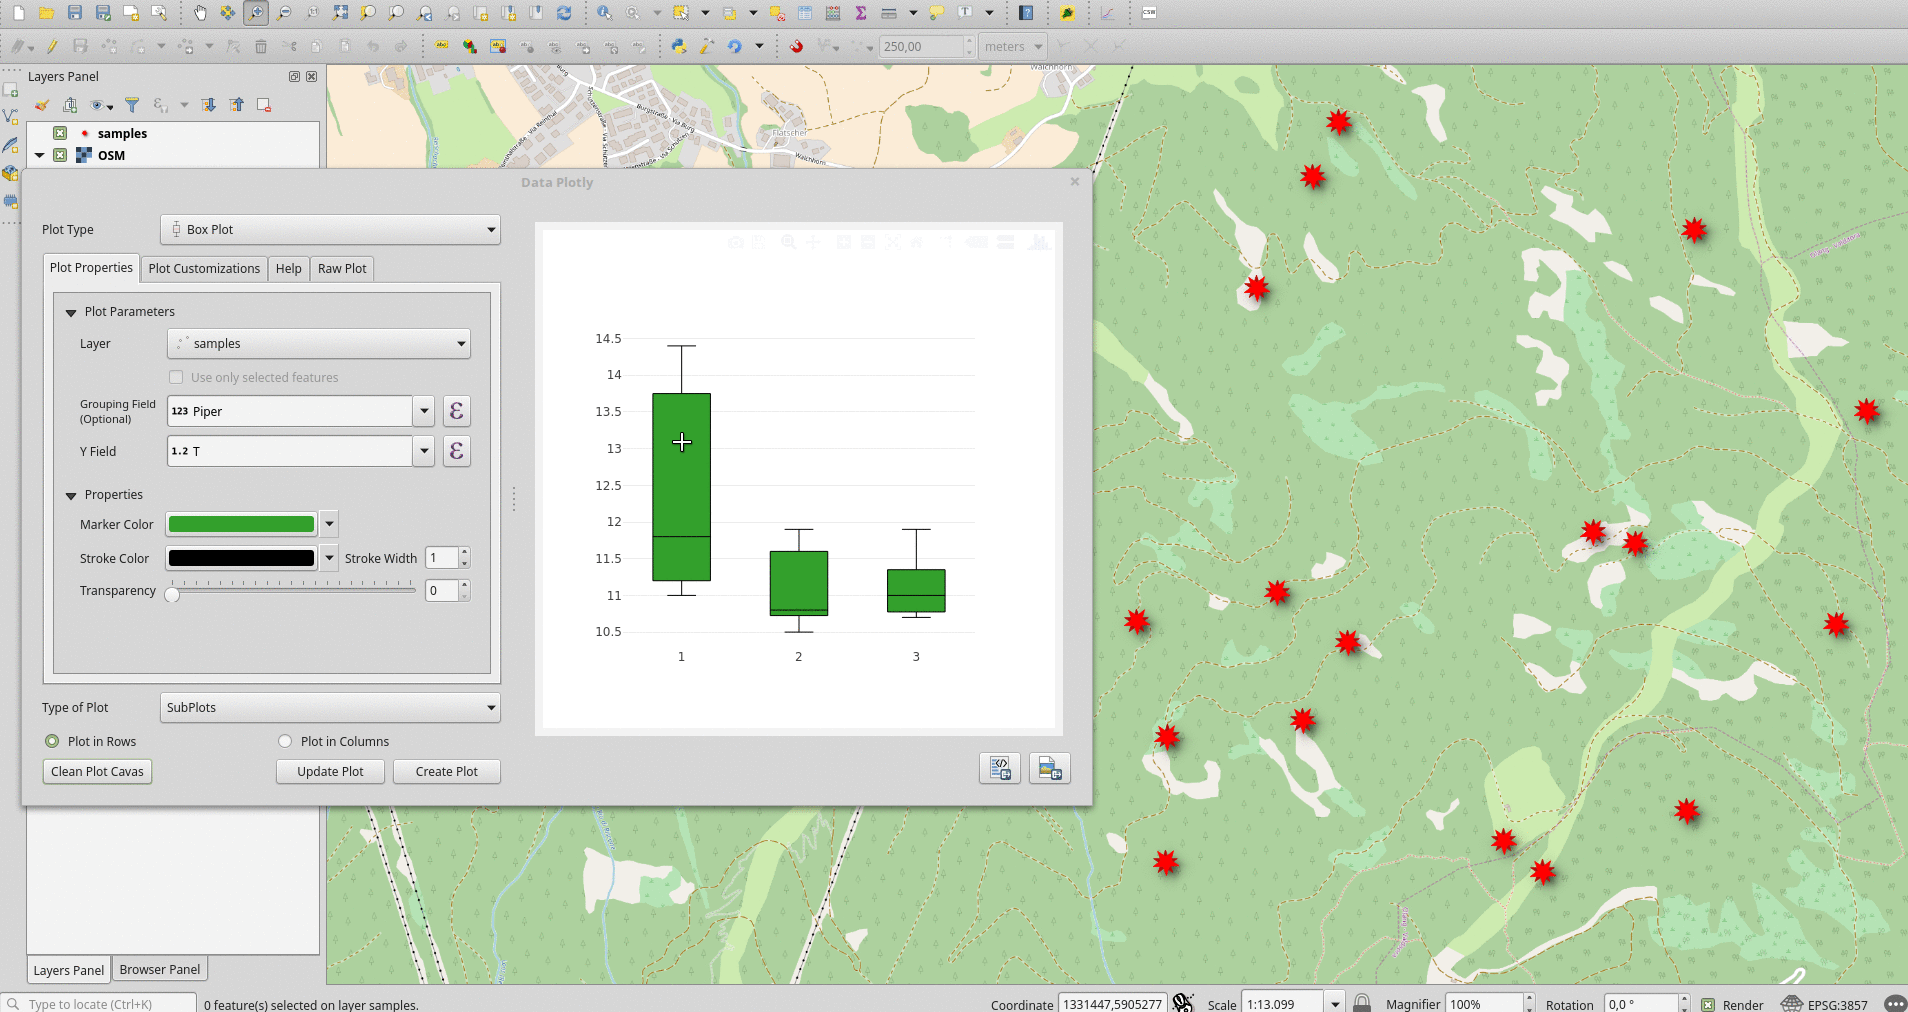 250,00
meters
CSW
Layers Panel
samples
OSM
Data Plotly
Plot Type
Box Plot
Plot Properties
Plot Customizations
Help
Raw Plot
Plot Parameters
Layer
samples
Use only selected features
Grouping Field
(Optional)
123 Piper
Y Field
1.2 T
Properties
Marker Color
Stroke Color
Stroke Width
1
Transparency
0
Type of Plot
SubPlots
Plot in Rows
Plot in Columns
Clean Plot Cavas
Update Plot
Create Plot
14.5
14
13.5
13
12.5
12
11.5
11
10.5
1
2
3
Flatscher
Walchhorn
Layers Panel
Browser Panel
Type to locate (Ctrl+K)
0 feature(s) selected on layer samples.
Coordinate
1331447,5905277
Scale
1:13.099
Magnifier
100%
Rotation
0,0 °
Render
EPSG:3857